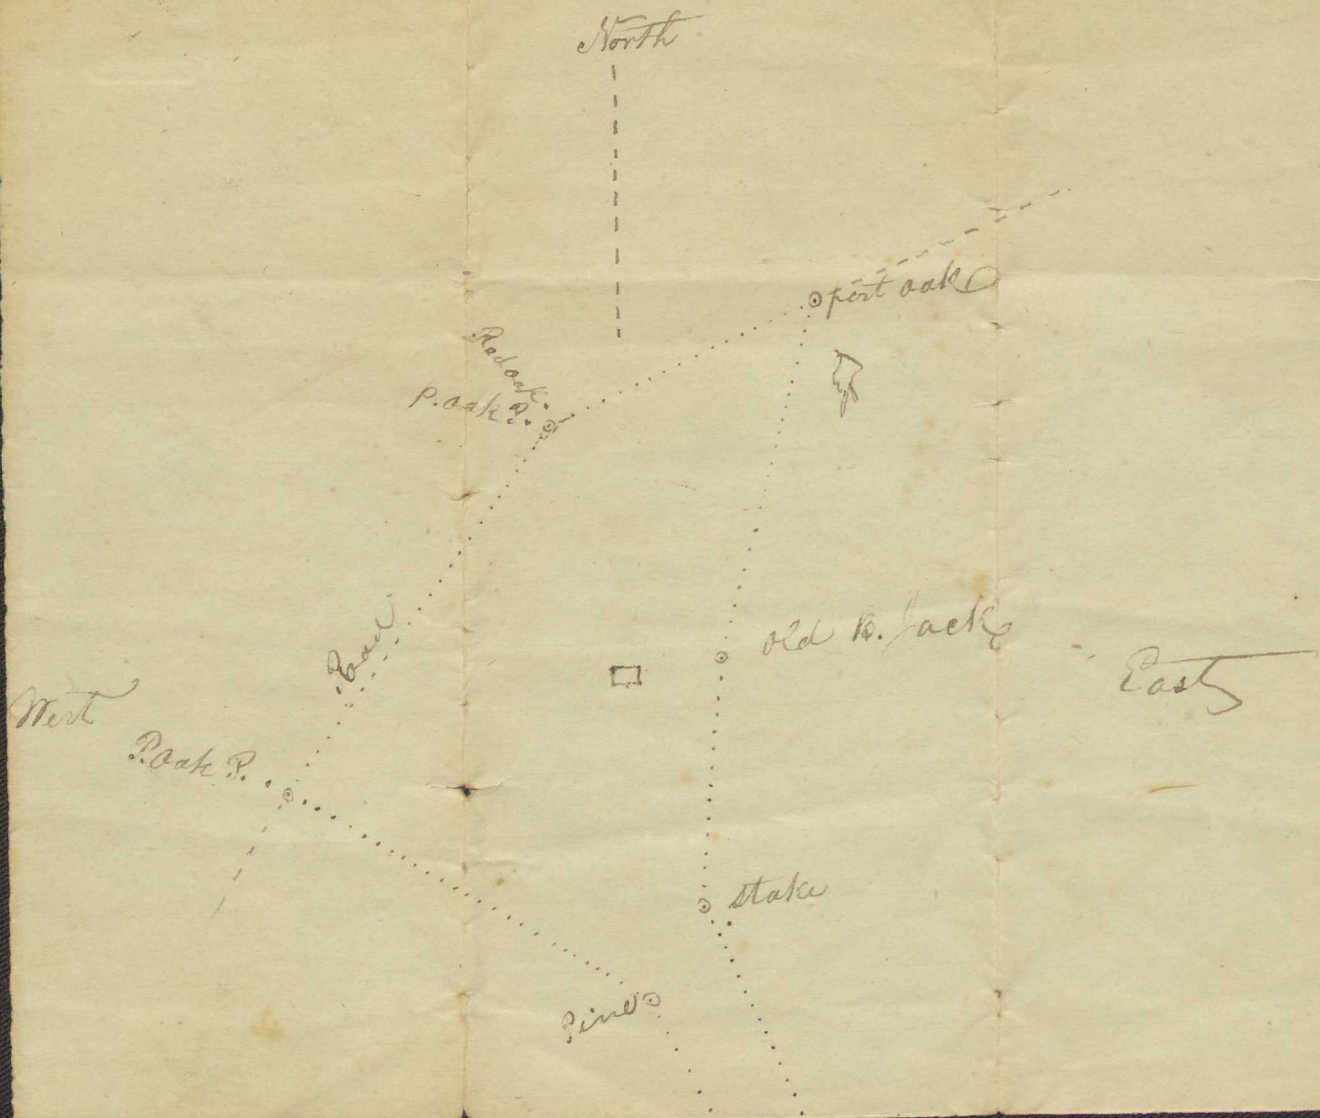 North
post oak
Redoak.
P. oak P.
Old B. Jack
Road
East
West
P. Oak P.
stake
Pine